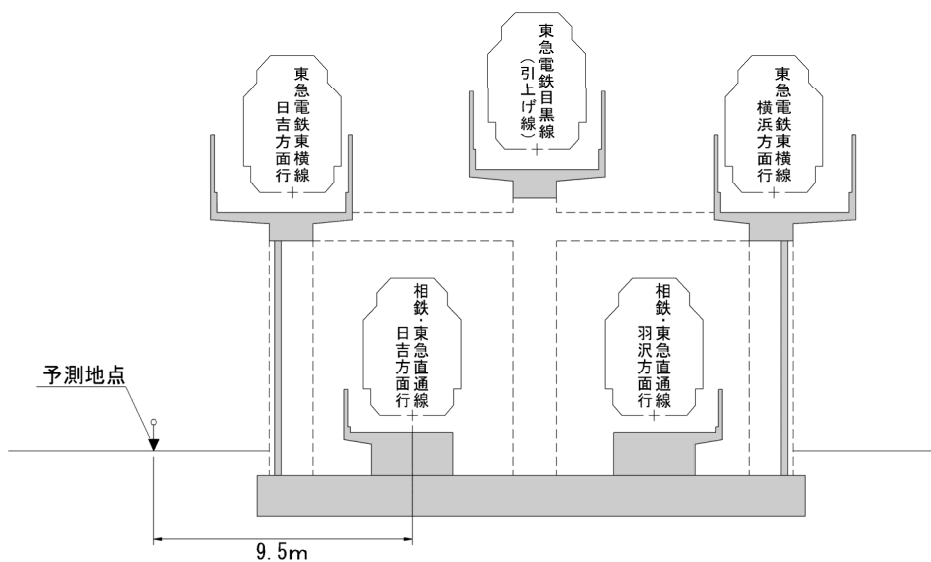 東急電鉄東横線
日吉方面行
東急電鉄目黒線
(引上げ線)
東急電鉄東横線
横浜方面行
相鉄・東急直通線
日吉方面行
相鉄・東急直通線
羽沢方面行
予測地点
9.5m